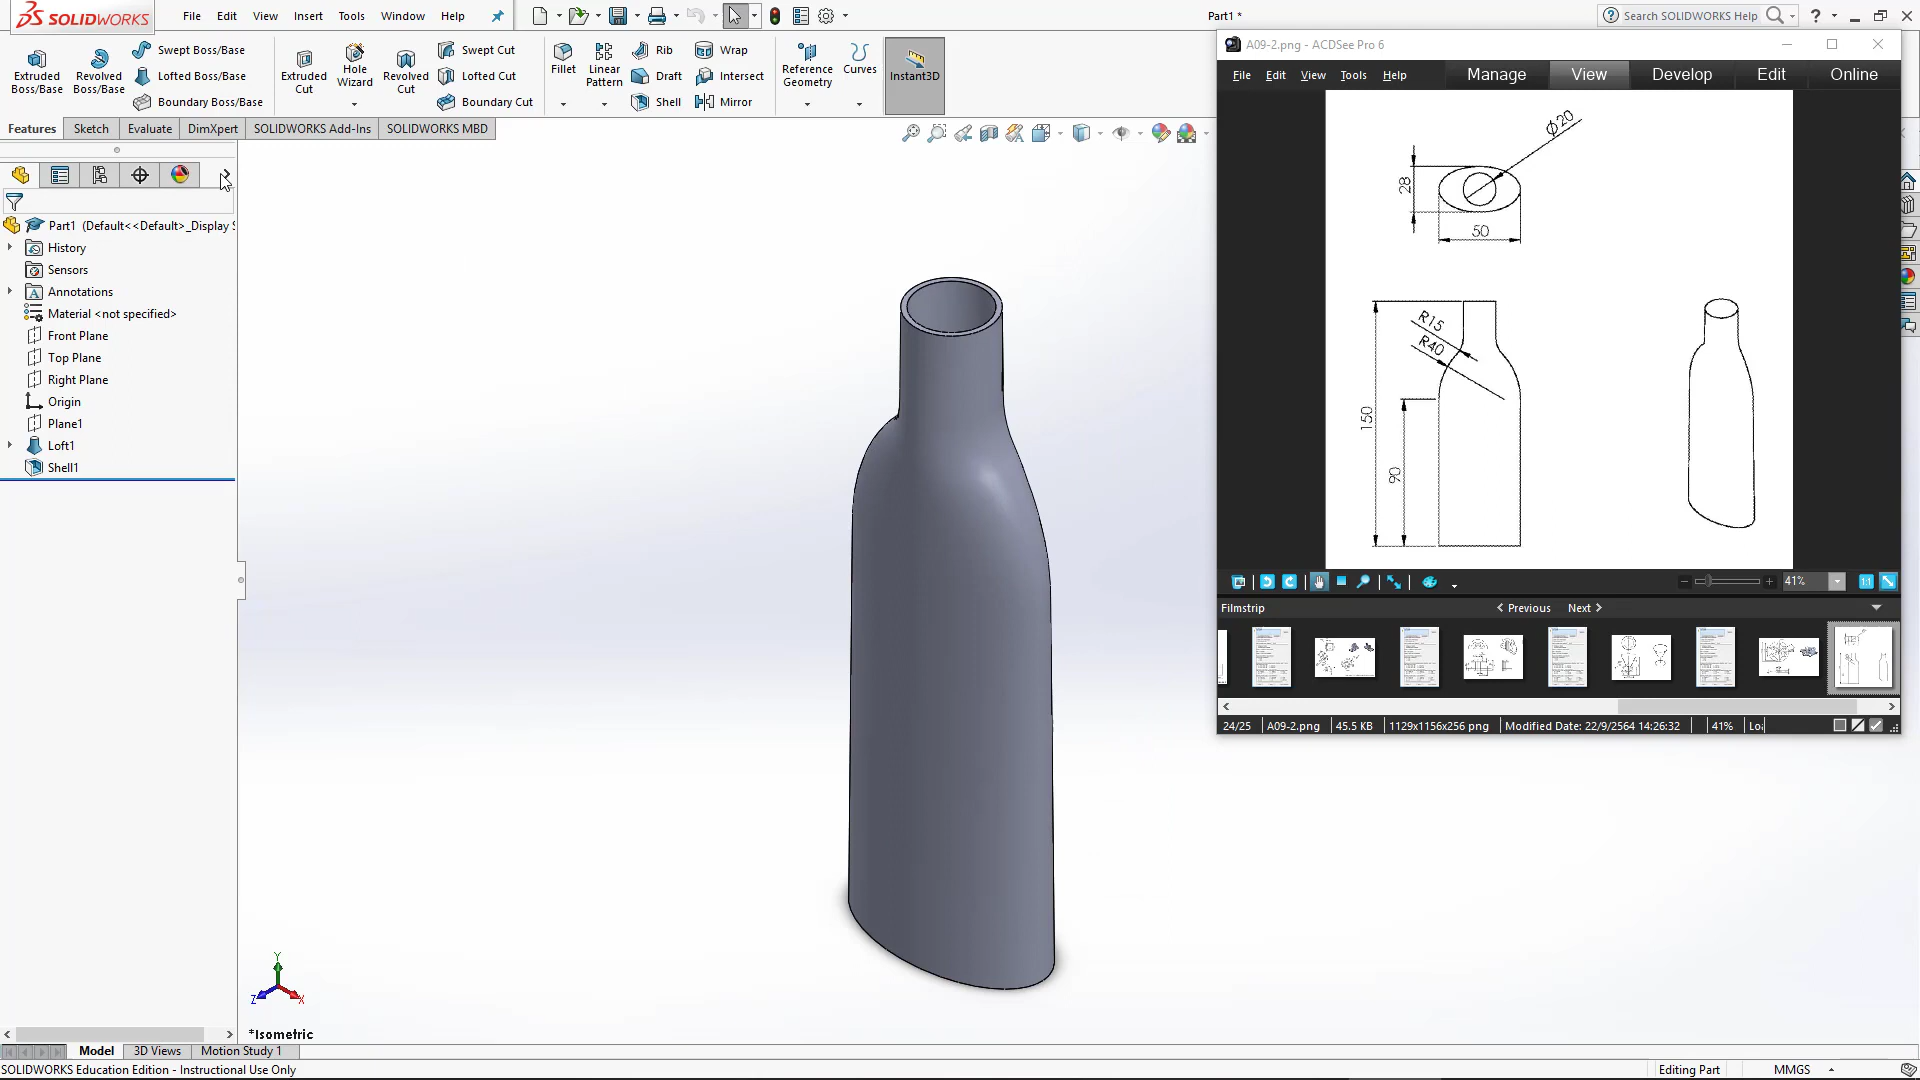 SOLIDWORKS
File Edit View Insert Tools Window Help
Part1 *
Search SOLIDWORKS Help
Extruded Boss/Base
Revolved Boss/Base
Swept Boss/Base
Lofted Boss/Base
Boundary Boss/Base
Extruded Cut
Hole Wizard
Revolved Cut
Swept Cut
Lofted Cut
Boundary Cut
Fillet
Linear Pattern
Rib
Draft
Shell
Wrap
Intersect
Mirror
Reference Geometry
Curves
Instant3D
Features Sketch Evaluate DimXpert SOLIDWORKS Add-Ins SOLIDWORKS MBD
Part1 (Default<<Default>_Display
History
Sensors
Annotations
Material <not specified>
Front Plane
Top Plane
Right Plane
Origin
Plane1
Loft1
Shell1
Y
Z
X
*Isometric
Model 3D Views Motion Study 1
SOLIDWORKS Education Edition - Instructional Use Only
Editing Part
MMGS
A09-2.png - ACDSee Pro 6
File Edit View Tools Help
Manage View Develop Edit Online
Φ20
28
50
R15
R40
150
90
41%
1:1
Filmstrip
Previous Next
24/25 A09-2.png 45.5 KB 1129x1156x256 png Modified Date: 22/9/2564 14:26:32 41%